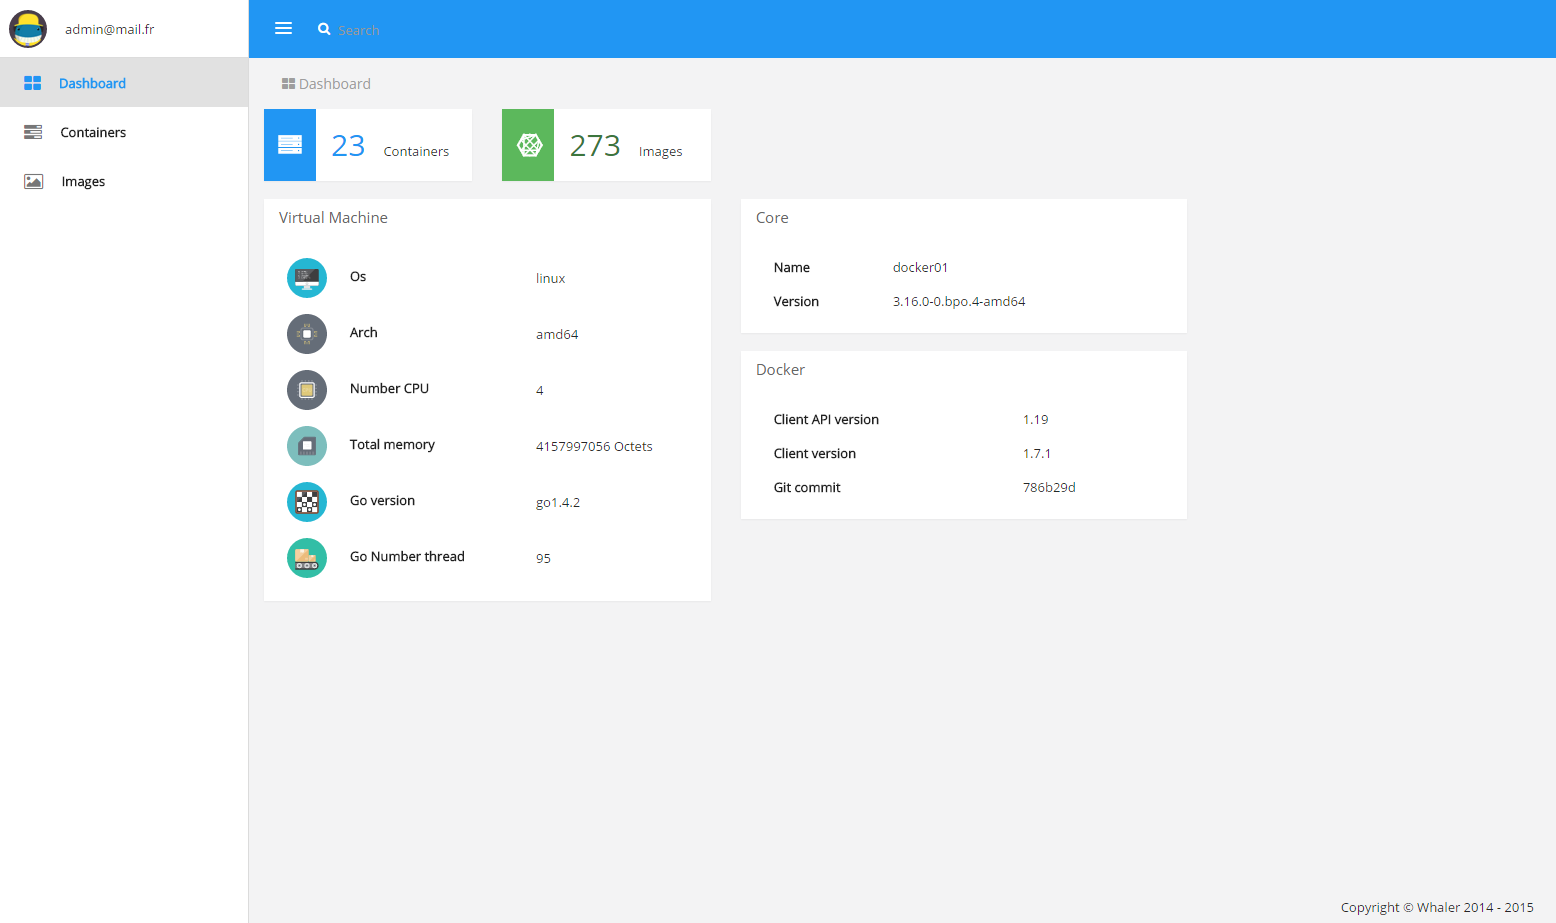 admin@mail.fr
Search
Dashboard
Containers
Images
Dashboard
23 Containers
273 Images
Virtual Machine
Os linux
Arch amd64
Number CPU 4
Total memory 4157997056 Octets
Go version go1.4.2
Go Number thread 95
Core
Name docker01
Version 3.16.0-0.bpo.4-amd64
Docker
Client API version 1.19
Client version 1.7.1
Git commit 786b29d
Copyright © Whaler 2014 - 2015